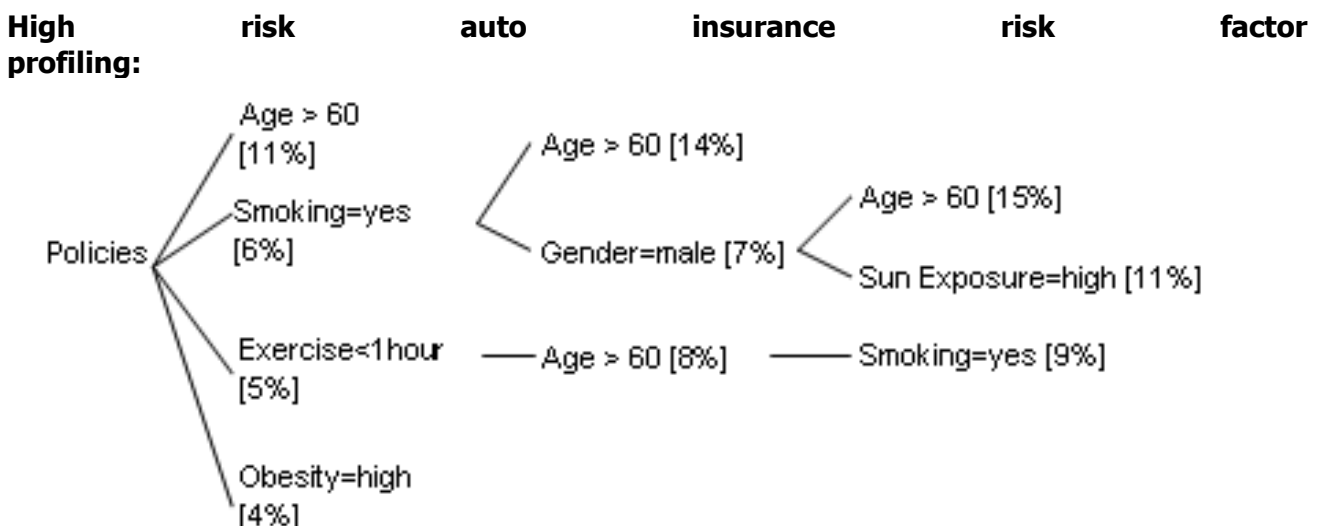 High risk auto insurance risk factor
profiling:
Age > 60
[11%]
Smoking=yes
[6%]
Policies
Exercise<1hour
[5%]
Obesity=high
[4%]
Age > 60 [14%]
Gender=male [7%]
Age > 60 [8%]
Age > 60 [15%]
Sun Exposure=high [11%]
Smoking=yes [9%]